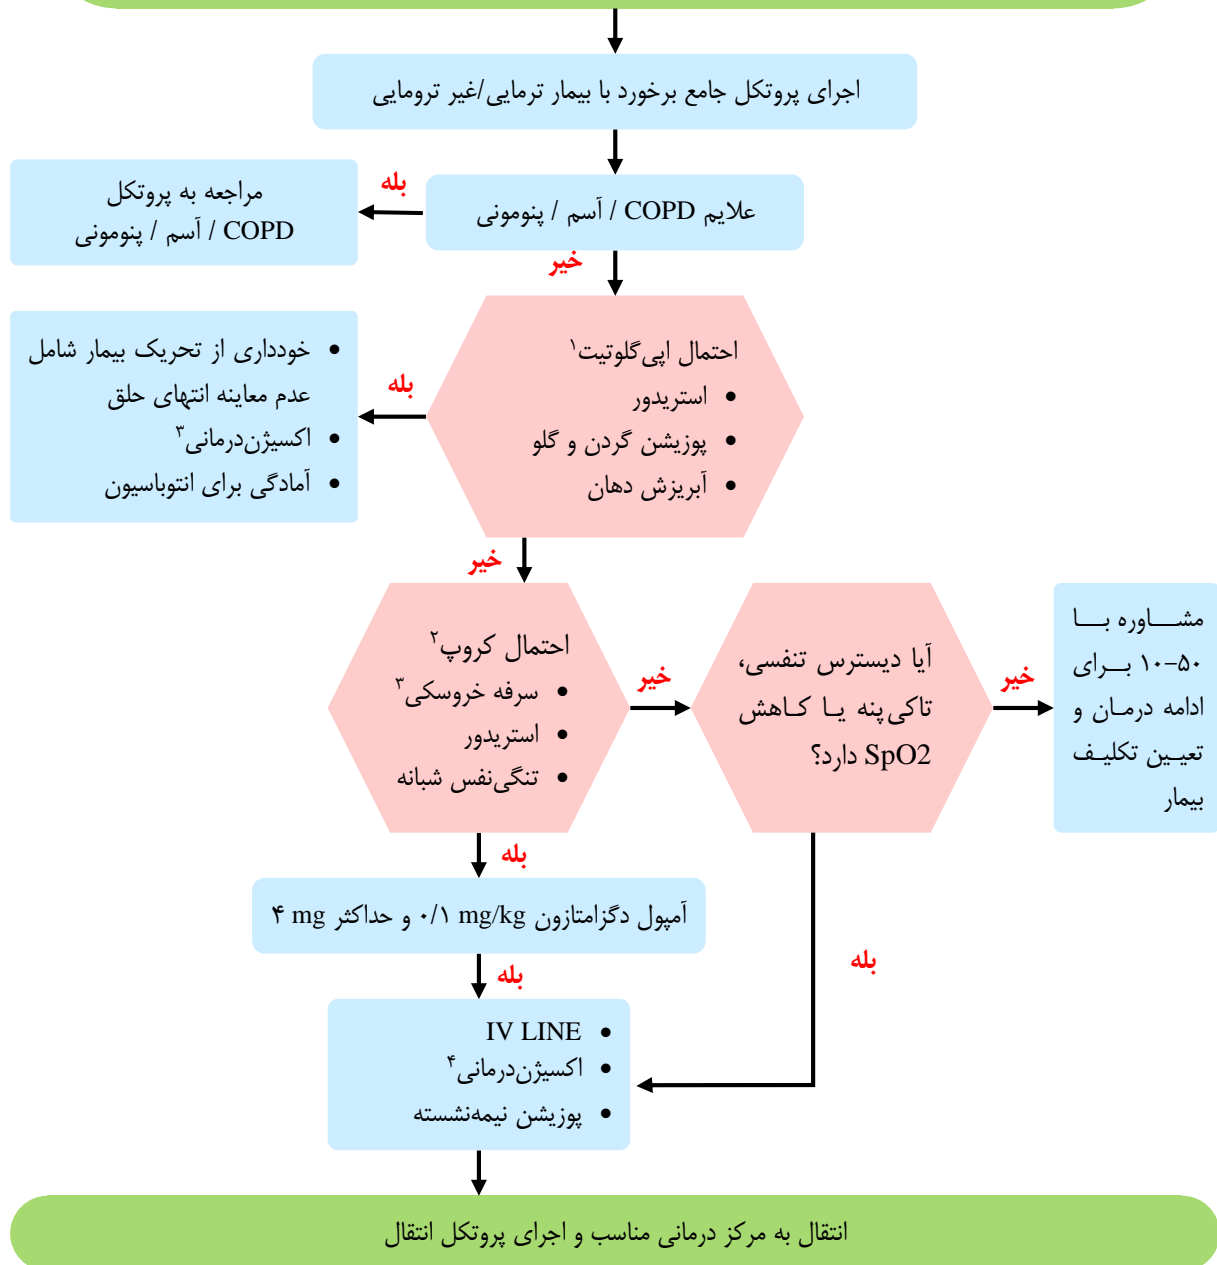 اجرای پروتکل جامع برخورد با بیمار ترمایی/غیر ترومایی
علایم COPD / آسم / پنومونی
بله
مراجعه به پروتکل
COPD / آسم / پنومونی
خیر
احتمال اپی‌گلوتیت۱
• استریدور
• پوزیشن گردن و گلو
• آبریزش دهان
بله
• خودداری از تحریک بیمار شامل
عدم معاینه انتهای حلق
• اکسیژن‌درمانی۳
• آمادگی برای انتوباسیون
خیر
احتمال کروپ۲
• سرفه خروسکی۳
• استریدور
• تنگی‌نفس شبانه
خیر
آیا دیسترس تنفسی،
تاکی‌پنه یا کاهش
SpO2 دارد؟
خیر
مشاوره با
۱۰-۵۰ برای
ادامه درمان و
تعیین تکلیف
بیمار
بله
آمپول دگزامتازون ۰/۱ mg/kg و حداکثر ۴ mg
بله
بله
• IV LINE
• اکسیژن‌درمانی۴
• پوزیشن نیمه‌نشسته
انتقال به مرکز درمانی مناسب و اجرای پروتکل انتقال